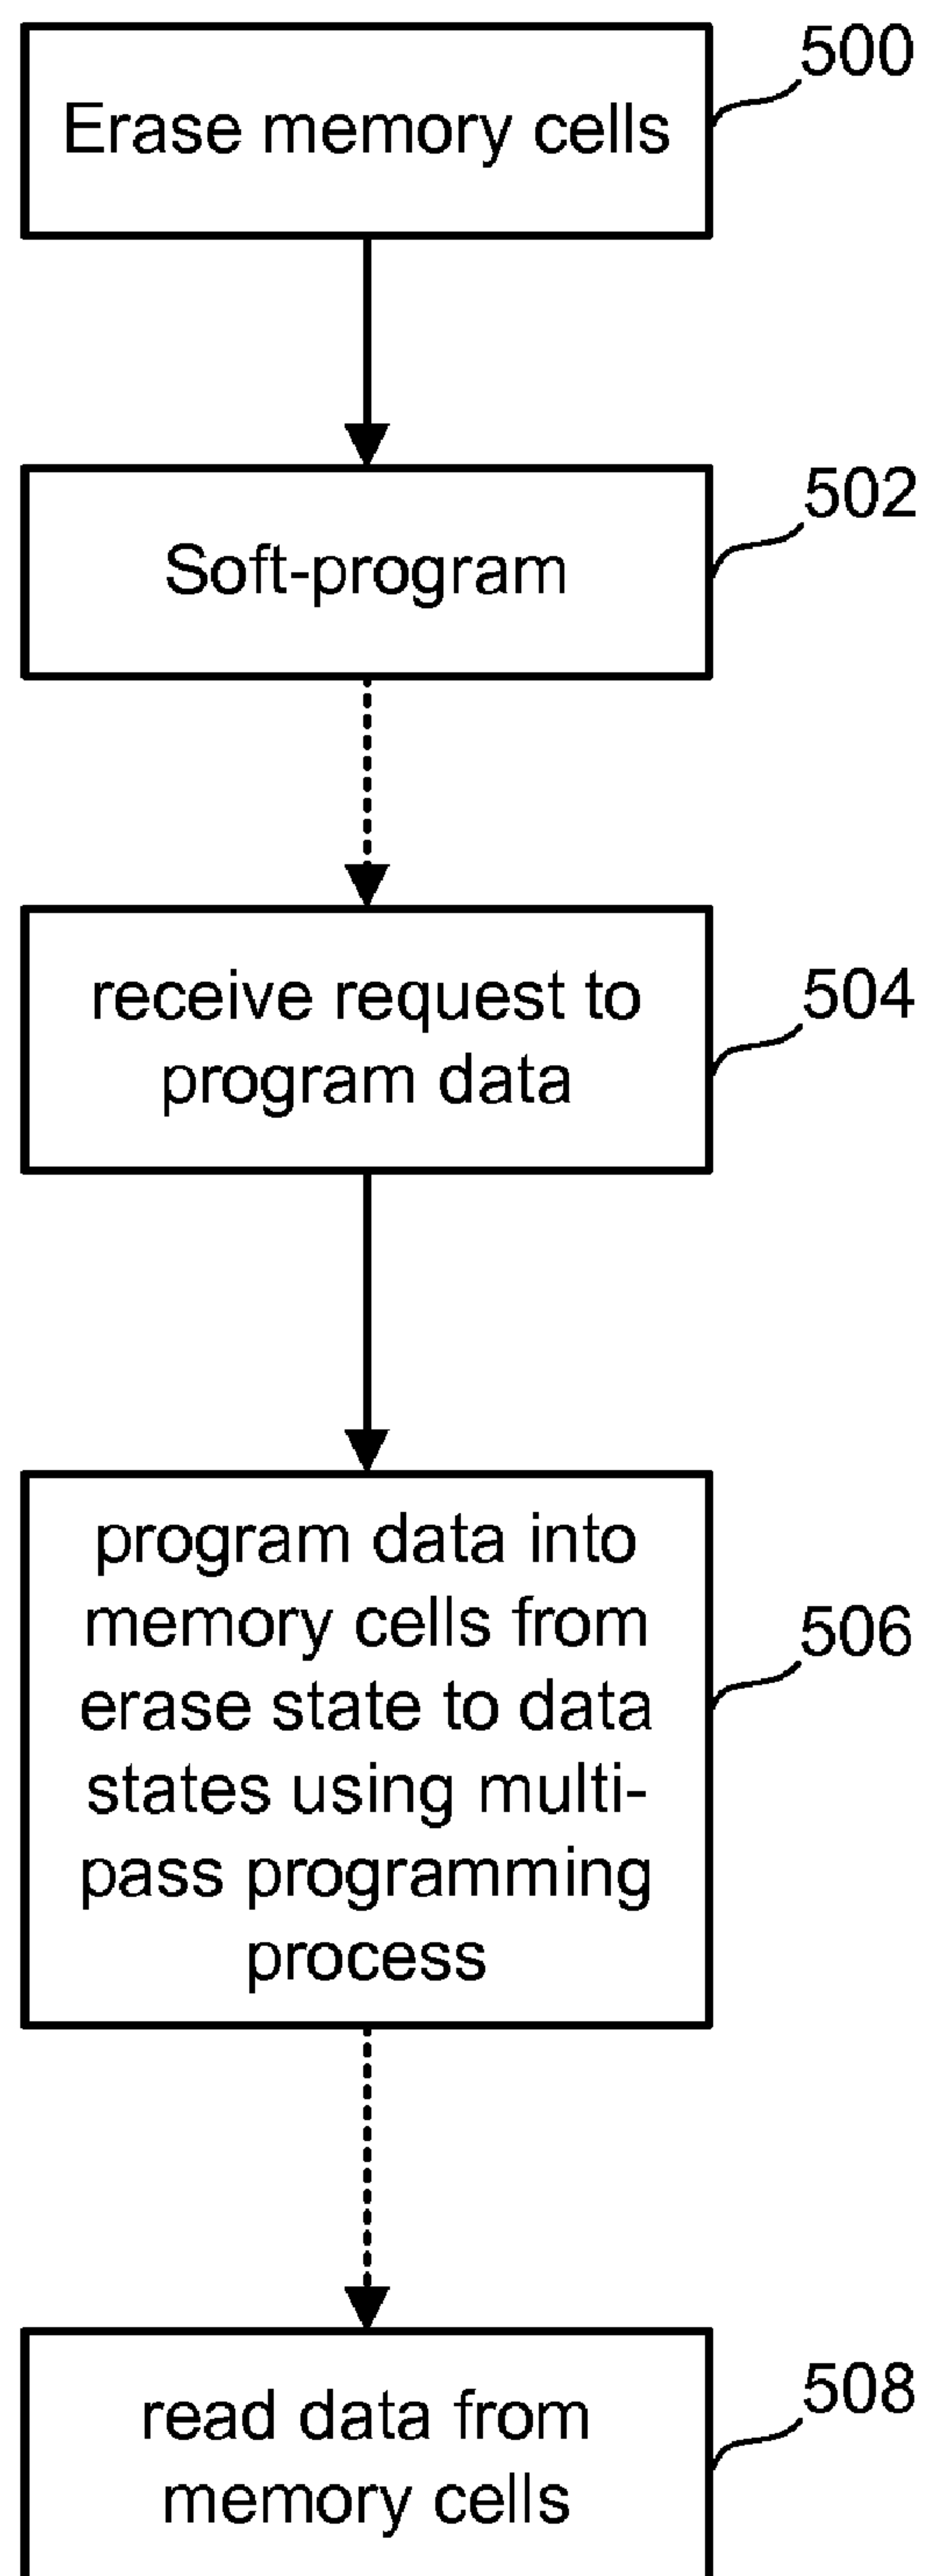 500
Erase memory cells
502
Soft-program
504
receive request to
program data
506
program data into
memory cells from
erase state to data
states using multi-
pass programming
process
508
read data from
memory cells